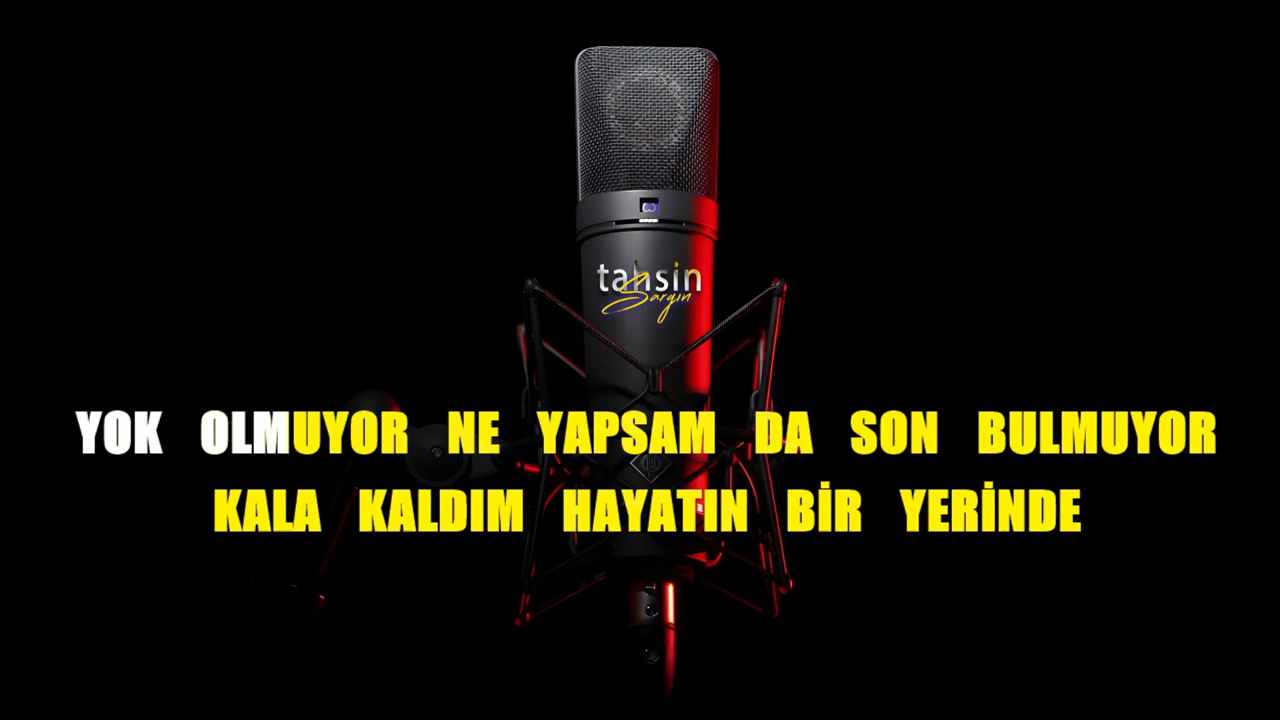 tahsin
Sargın
YOK OLMUYOR NE YAPSAM DA SON BULMUYOR
KALA KALDIM HAYATIN BİR YERİNDE